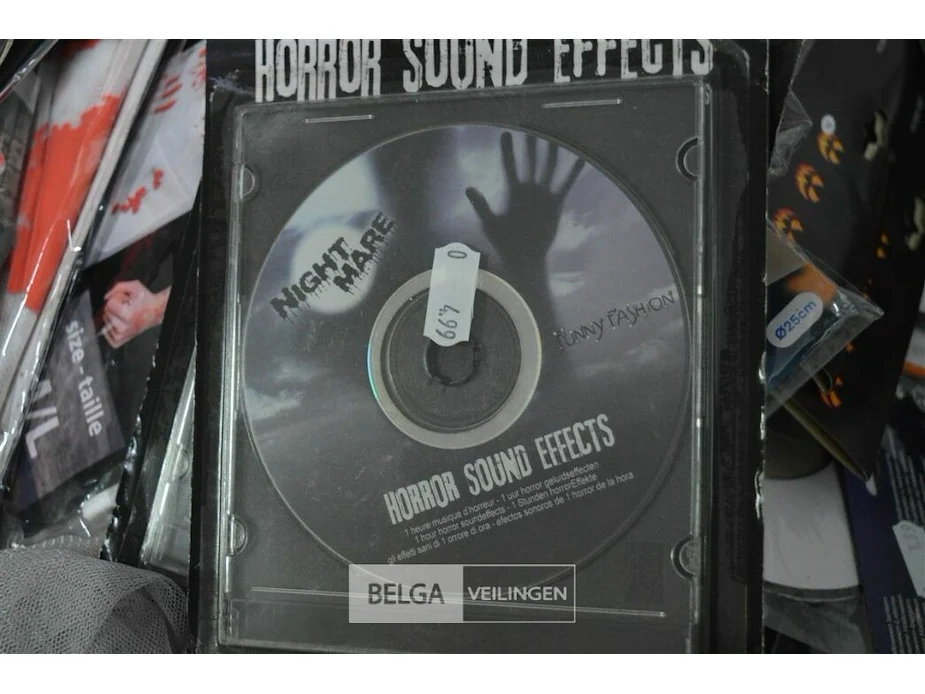 HORROR SOUND EFFECTS
NIGHT
MARE
0
4.99
FUNNY FASHION
Ø25cm
size - taille
M/L
HORROR SOUND EFFECTS
1 heure musique d'horreur - 1 uur horror geluidseffecten
1 hour horror soundeffects - 1 Stunden horrorEffekte
gli effetti sani di 1 orrore di ora - efectos sonoros de 1 horror de la hora
BELGA VEILINGEN